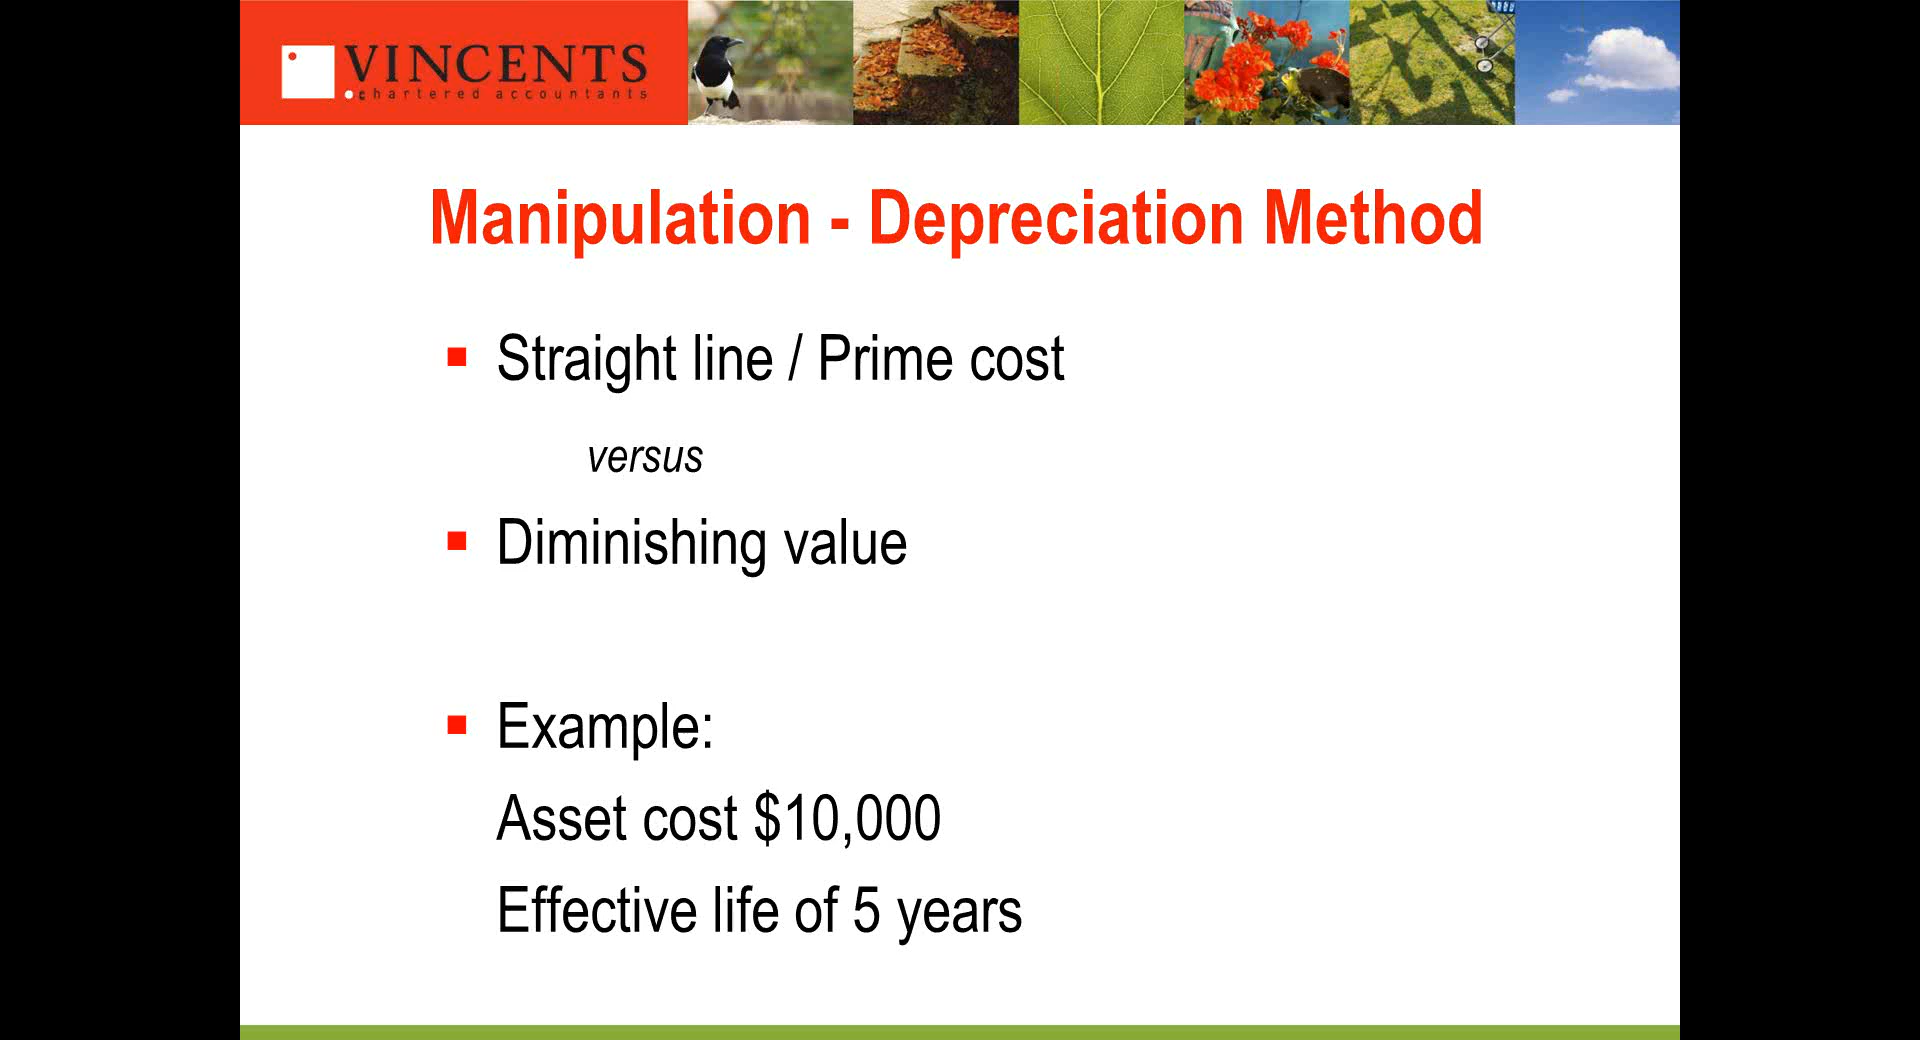 VINCENTS
chartered accountants
Manipulation - Depreciation Method
Straight line / Prime cost
versus
Diminishing value
Example:
Asset cost $10,000
Effective life of 5 years